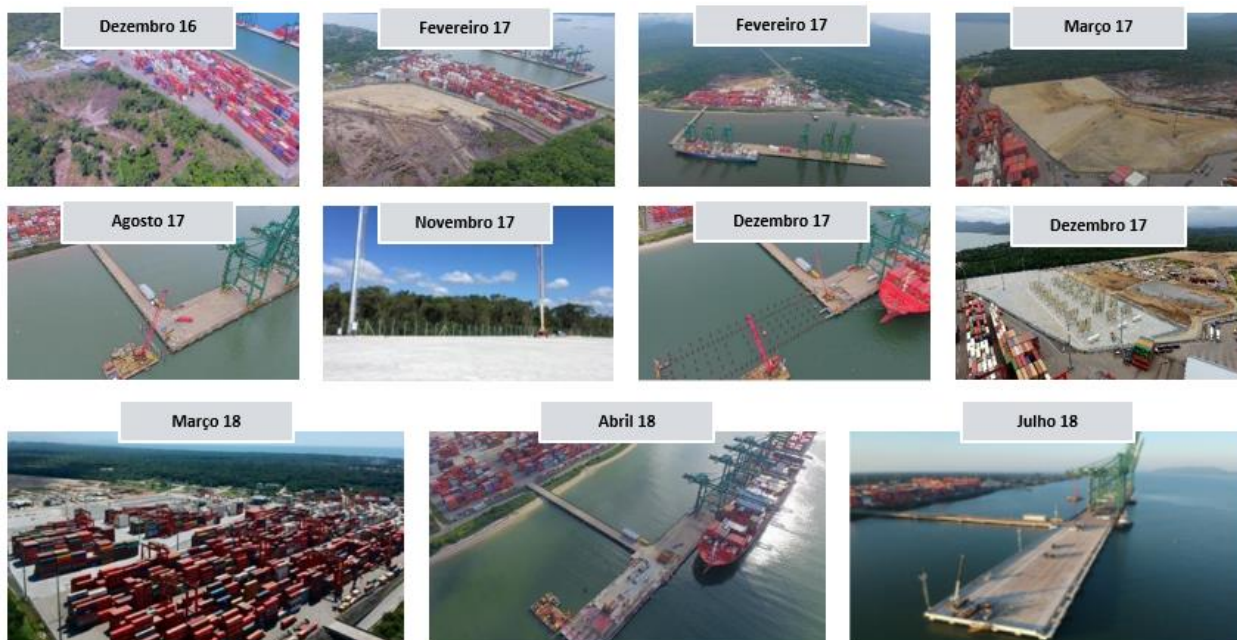 Dezembro 16
Fevereiro 17
Fevereiro 17
Março 17
Agosto 17
Novembro 17
Dezembro 17
Dezembro 17
Março 18
Abril 18
Julho 18